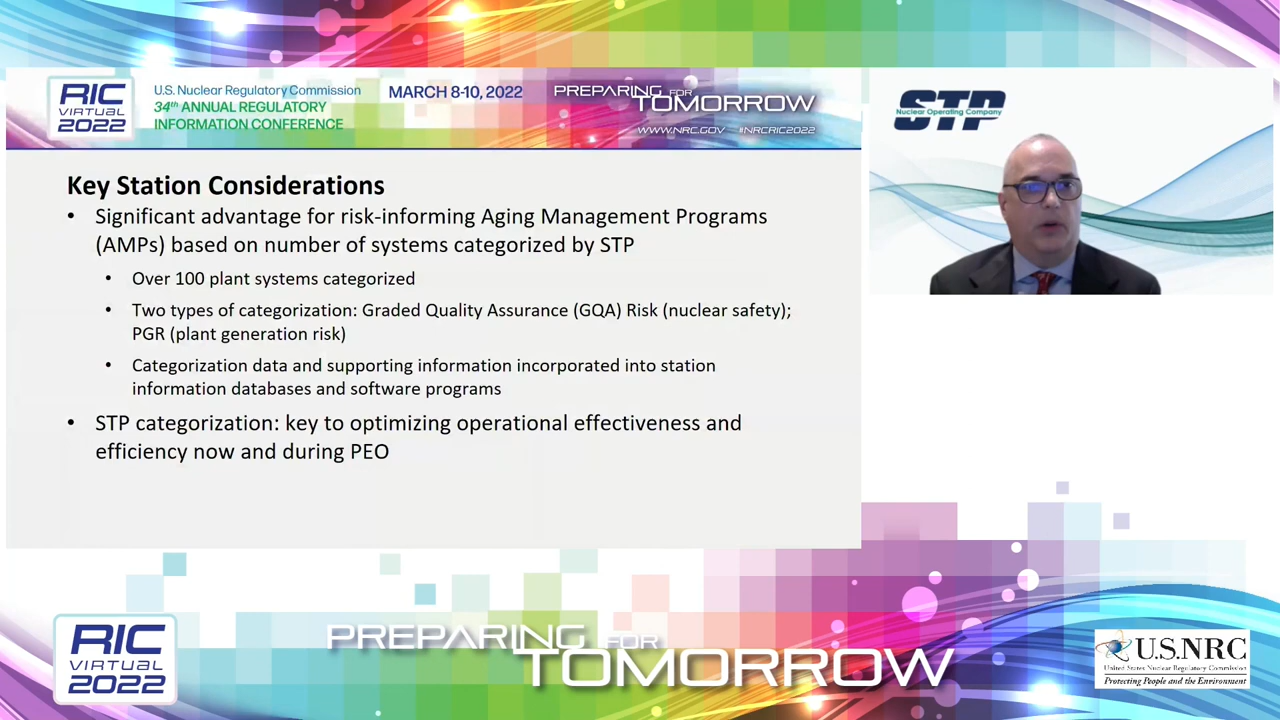 RIC
VIRTUAL
2022
U.S. Nuclear Regulatory Commission
34th ANNUAL REGULATORY
INFORMATION CONFERENCE
MARCH 8-10, 2022
PREPARING FOR
TOMORROW
WWW.NRC.GOV #NRCRIC2022
STP
Nuclear Operating Company
Key Station Considerations
• Significant advantage for risk-informing Aging Management Programs
(AMPs) based on number of systems categorized by STP
• Over 100 plant systems categorized
• Two types of categorization: Graded Quality Assurance (GQA) Risk (nuclear safety);
PGR (plant generation risk)
• Categorization data and supporting information incorporated into station
information databases and software programs
• STP categorization: key to optimizing operational effectiveness and
efficiency now and during PEO
RIC
VIRTUAL
2022
PREPARING FOR
TOMORROW
U.S.NRC
United States Nuclear Regulatory Commission
Protecting People and the Environment